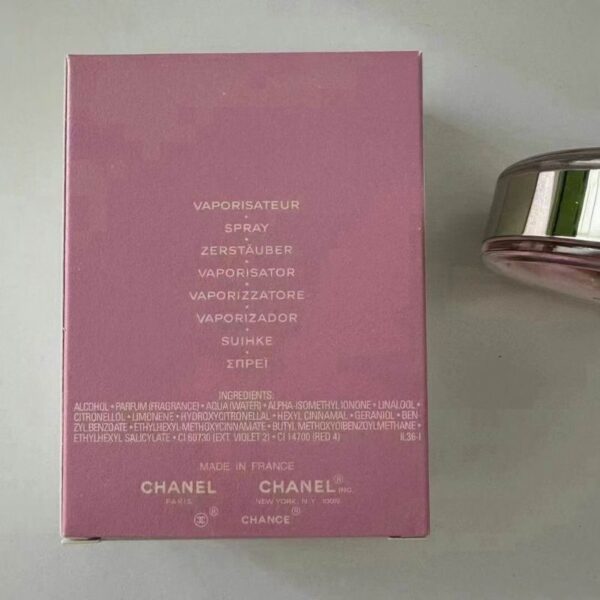 VAPORISATEUR
SPRAY
ZERSTÄUBER
VAPORISATOR
VAPORIZZATORE
VAPORIZADOR
SUIHKE
ΣΠΡΕΪ
INGREDIENTS:
ALCOHOL • PARFUM (FRAGRANCE) • AQUA (WATER) • ALPHA-ISOMETHYL IONONE • LINALOOL •
CITRONELLOL • LIMONENE • HYDROXYCITRONELLAL • HEXYL CINNAMAL • GERANIOL • BEN-
ZYL BENZOATE • ETHYLHEXYL METHOXYCINNAMATE • BUTYL METHOXYDIBENZOYLMETHANE •
ETHYLHEXYL SALICYLATE • CI 60730 (EXT. VIOLET 2) • CI 14700 (RED 4) IL36-I
MADE IN FRANCE
CHANEL CHANEL® INC.
PARIS NEW YORK, N.Y.
® CHANCE®